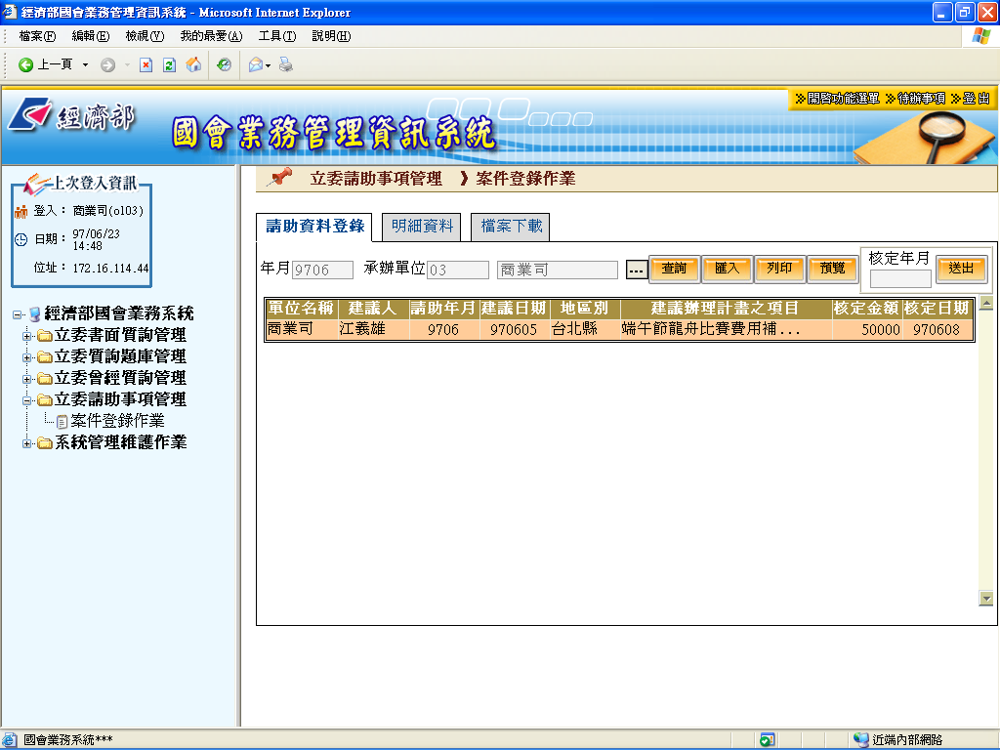 經濟部國會業務管理資訊系統 - Microsoft Internet Explorer
檔案(F) 編輯(E) 檢視(V) 我的最愛(A) 工具(T) 說明(H)
上一頁
開啓功能選單 待辦事項 登出
經濟部
國會業務管理資訊系統
上次登入資訊
登入： 商業司(o103)
日期： 97/06/23
14:48
位址： 172.16.114.44
經濟部國會業務系統
立委書面質詢管理
立委質詢題庫管理
立委曾經質詢管理
立委請助事項管理
案件登錄作業
系統管理維護作業
立委請助事項管理 》案件登錄作業
請助資料登錄 明細資料 檔案下載
年月 9706 承辦單位 03 商業司 ... 查詢 匯入 列印 預覽 核定年月 送出
單位名稱 建議人 請助年月 建議日期 地區別 建議辦理計畫之項目 核定金額 核定日期
商業司 江義雄 9706 970605 台北縣 端午節龍舟比賽費用補... 50000 970608
國會業務系統***
近端內部網路